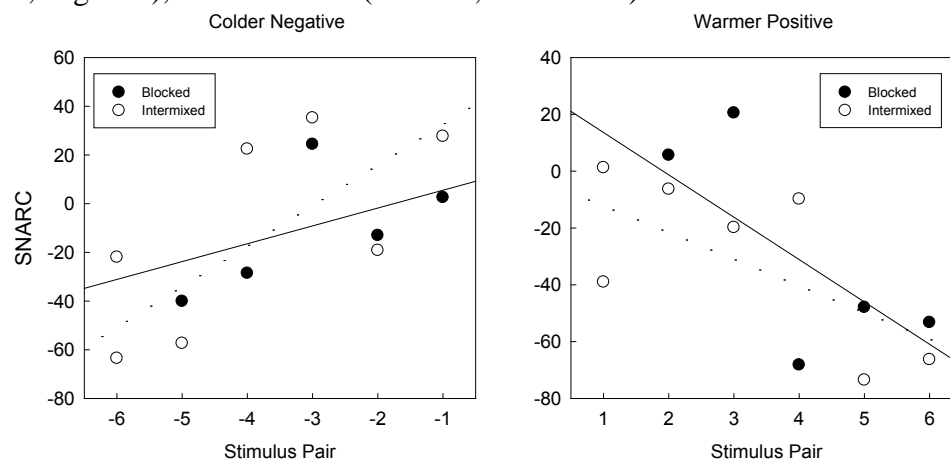 Colder Negative
60
40
20
0
-20
-40
-60
-80
SNARC
Blocked
Intermixed
-6 -5 -4 -3 -2 -1
Stimulus Pair
Warmer Positive
40
20
0
-20
-40
-60
-80
Blocked
Intermixed
1 2 3 4 5 6
Stimulus Pair